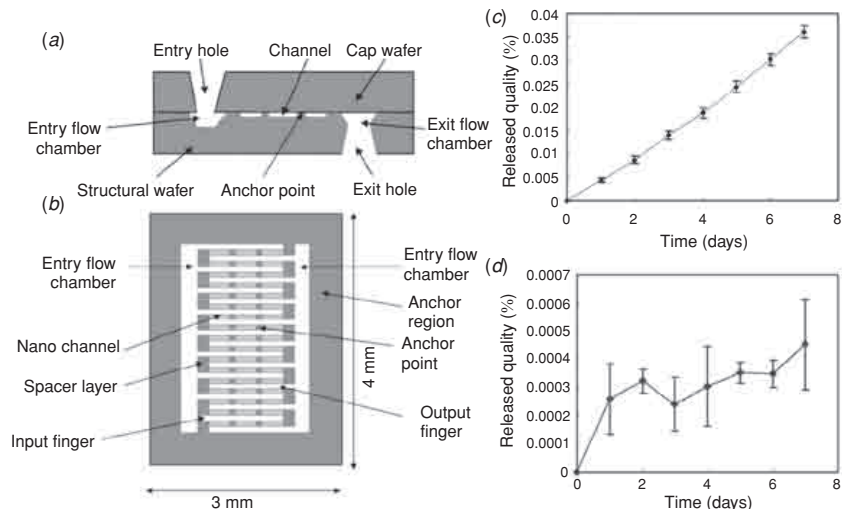 (a)
Entry hole
Channel
Cap wafer
Entry flow
chamber
Exit flow
chamber
Structural wafer
Anchor point
Exit hole
(b)
Entry flow
chamber
Entry flow
chamber
Anchor
region
Nano channel
Anchor
point
Spacer layer
Input finger
Output
finger
4 mm
3 mm
(c)
Released quality (%)
0.04
0.035
0.03
0.025
0.02
0.015
0.01
0.005
0
0 2 4 6 8
Time (days)
(d)
Released quality (%)
0.0007
0.0006
0.0005
0.0004
0.0003
0.0002
0.0001
0
0 2 4 6 8
Time (days)